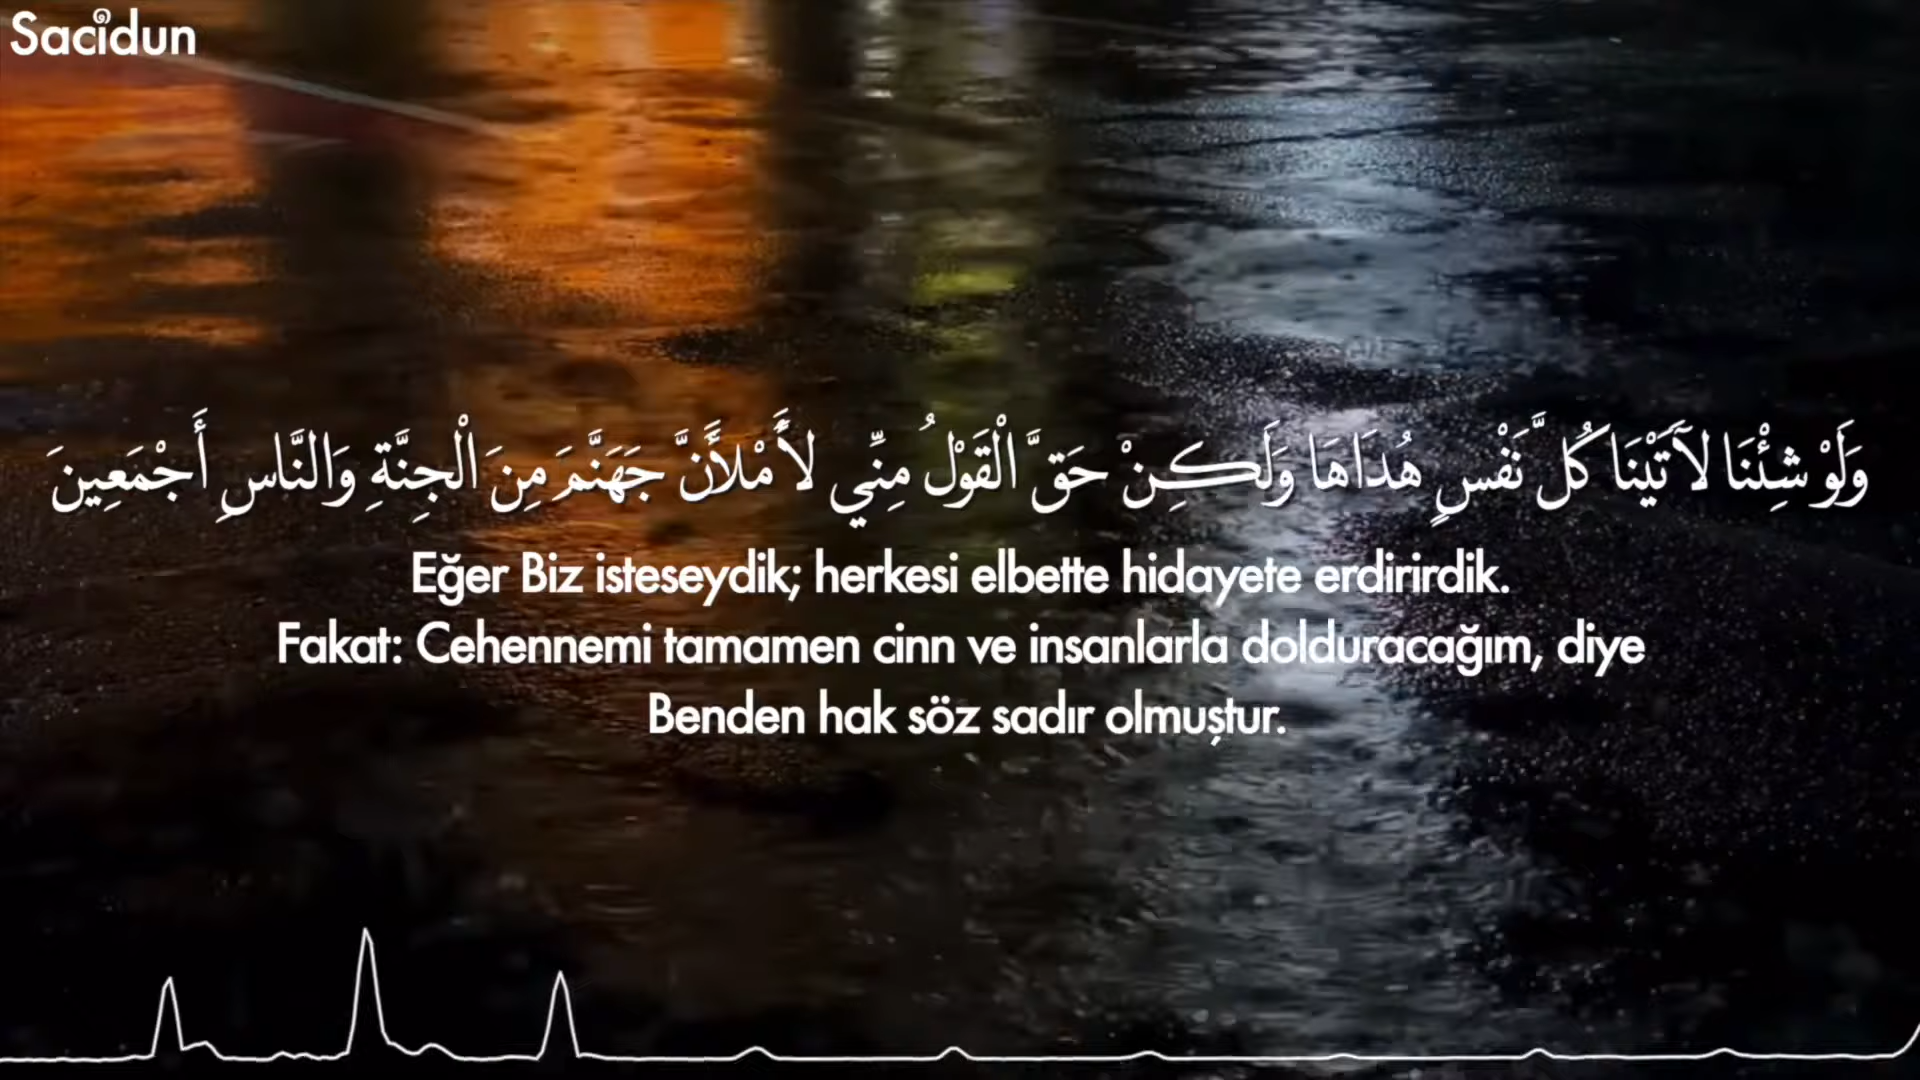 Sacidun
وَلَوْ شِئْنَا لَآتَيْنَا كُلَّ نَفْسٍ هُدَاهَا وَلَكِنْ حَقَّ الْقَوْلُ مِنِّي لَأَمْلَأَنَّ جَهَنَّمَ مِنَ الْجِنَّةِ وَالنَّاسِ أَجْمَعِينَ
Eğer Biz isteseydik; herkesi elbette hidayete erdirirdik.
Fakat: Cehennemi tamamen cinn ve insanlarla dolduracağım, diye
Benden hak söz sadır olmuştur.